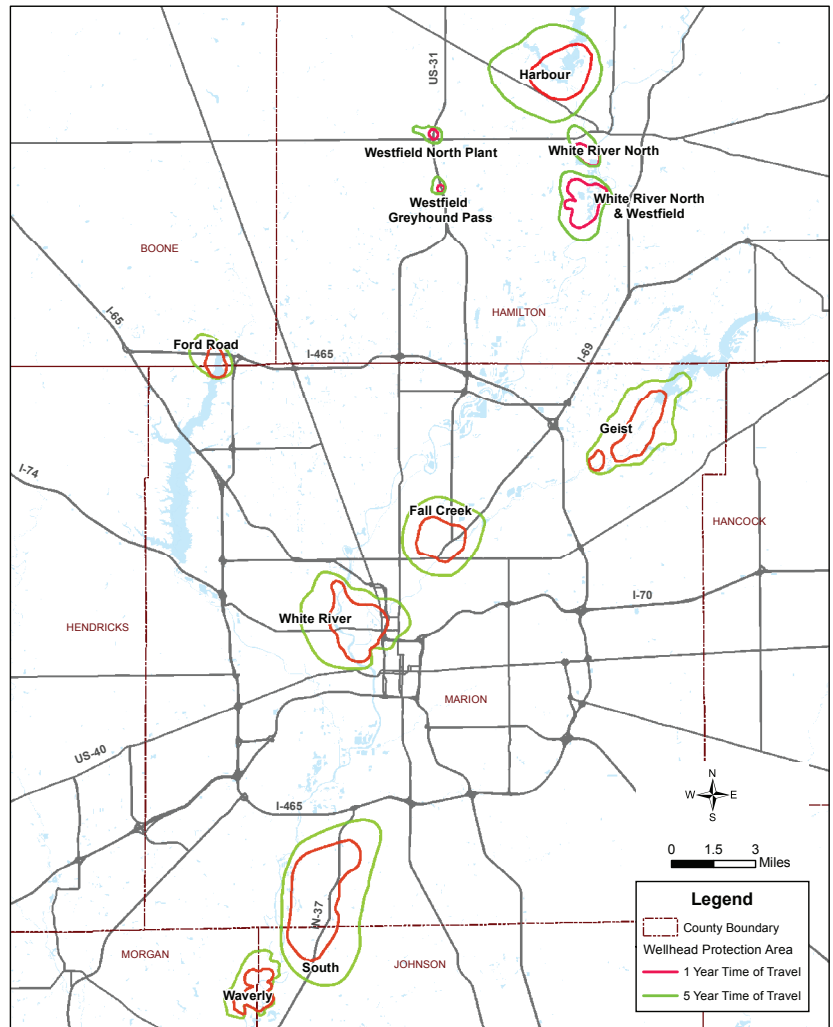 US-31
Harbour
Westfield North Plant
White River North
Westfield
Greyhound Pass
White River North
& Westfield
BOONE
HAMILTON
I-65
Ford Road
I-465
I-69
Geist
I-74
Fall Creek
HANCOCK
I-70
White River
HENDRICKS
MARION
US-40
N
W E
S
I-465
0 1.5 3
Miles
IN-37
MORGAN
South
JOHNSON
Waverly
Legend
County Boundary
Wellhead Protection Area
1 Year Time of Travel
5 Year Time of Travel